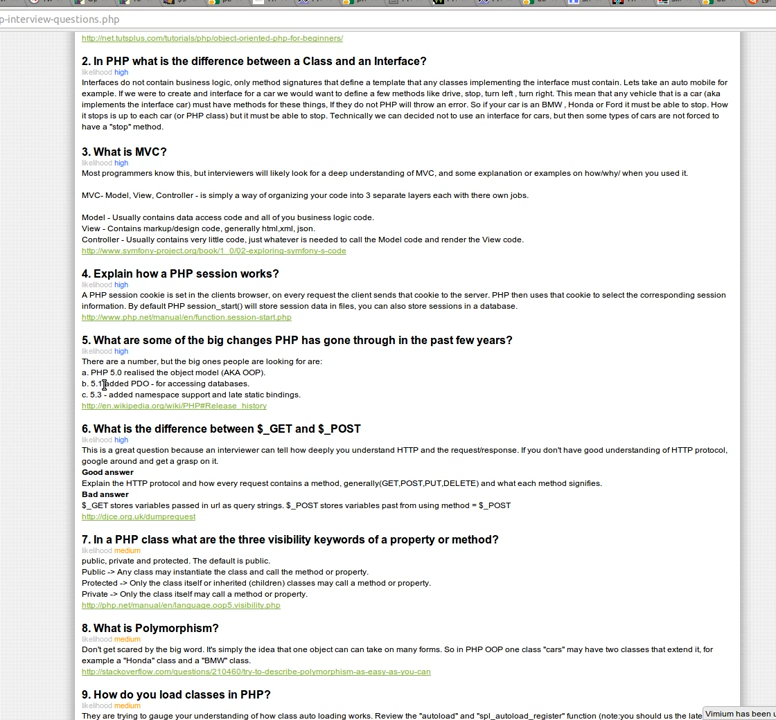 p-interview-questions.php
http://net.tutsplus.com/tutorials/php/object-oriented-php-for-beginners/
2. In PHP what is the difference between a Class and an Interface?
likelihood high
Interfaces do not contain business logic, only method signatures that define a template that any classes implementing the interface must contain. Lets take an auto mobile for
example. If we were to create and interface for a car we would want to define a few methods like drive, stop, turn left , turn right. This mean that any vehicle that is a car (aka
implements the interface car) must have methods for these things, If they do not PHP will throw an error. So if your car is an BMW , Honda or Ford it must be able to stop. How
it stops is up to each car (or PHP class) but it must be able to stop. Technically we can decided not to use an interface for cars, but then some types of cars are not forced to
have a "stop" method.
3. What is MVC?
likelihood high
Most programmers know this, but interviewers will likely look for a deep understanding of MVC, and some explanation or examples on how/why/ when you used it.
MVC- Model, View, Controller - is simply a way of organizing your code into 3 separate layers each with there own jobs.
Model - Usually contains data access code and all of you business logic code.
View - Contains markup/design code, generally html,xml, json.
Controller - Usually contains very little code, just whatever is needed to call the Model code and render the View code.
http://www.symfony-project.org/book/1_0/02-exploring-symfony-s-code
4. Explain how a PHP session works?
likelihood high
A PHP session cookie is set in the clients browser, on every request the client sends that cookie to the server. PHP then uses that cookie to select the corresponding session
information. By default PHP session_start() will store session data in files, you can also store sessions in a database.
http://www.php.net/manual/en/function.session-start.php
5. What are some of the big changes PHP has gone through in the past few years?
likelihood high
There are a number, but the big ones people are looking for are:
a. PHP 5.0 realised the object model (AKA OOP).
b. 5.1 added PDO - for accessing databases.
c. 5.3 - added namespace support and late static bindings.
http://en.wikipedia.org/wiki/PHP#Release_history
6. What is the difference between $_GET and $_POST
likelihood high
This is a great question because an interviewer can tell how deeply you understand HTTP and the request/response. If you don't have good understanding of HTTP protocol,
google around and get a grasp on it.
Good answer
Explain the HTTP protocol and how every request contains a method, generally(GET,POST,PUT,DELETE) and what each method signifies.
Bad answer
$_GET stores variables passed in url as query strings. $_POST stores variables past from using method = $_POST
http://djce.org.uk/dumprequest
7. In a PHP class what are the three visibility keywords of a property or method?
likelihood medium
public, private and protected. The default is public.
Public -> Any class may instantiate the class and call the method or property.
Protected -> Only the class itself or inherited (children) classes may call a method or property.
Private -> Only the class itself may call a method or property.
http://php.net/manual/en/language.oop5.visibility.php
8. What is Polymorphism?
likelihood medium
Don't get scared by the big word. It's simply the idea that one object can can take on many forms. So in PHP OOP one class "cars" may have two classes that extend it, for
example a "Honda" class and a "BMW" class.
http://stackoverflow.com/questions/210460/try-to-describe-polymorphism-as-easy-as-you-can
9. How do you load classes in PHP?
likelihood medium
They are trying to gauge your understanding of how class auto loading works. Review the "autoload" and "spl_autoload_register" function (note:you should us the late
Vimium has been u